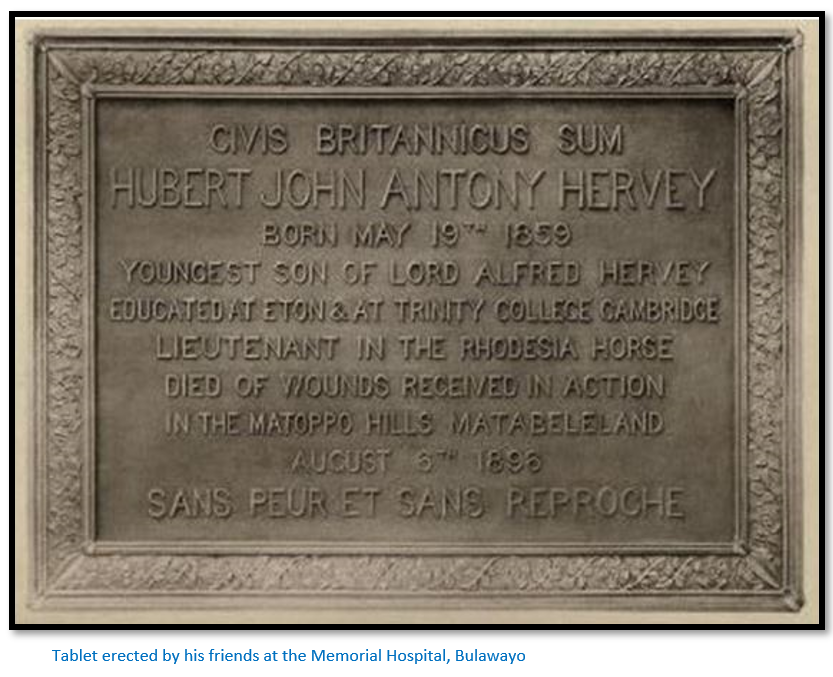 CIVIS BRITANNICUS SUM
HUBERT JOHN ANTONY HERVEY
BORN MAY 19TH 1859
YOUNGEST SON OF LORD ALFRED HERVEY
EDUCATED AT ETON & AT TRINITY COLLEGE CAMBRIDGE
LIEUTENANT IN THE RHODESIA HORSE
DIED OF WOUNDS RECEIVED IN ACTION
IN THE MATOPPO HILLS MATABELELAND
AUGUST 6TH 1896
SANS PEUR ET SANS REPROCHE
Tablet erected by his friends at the Memorial Hospital, Bulawayo